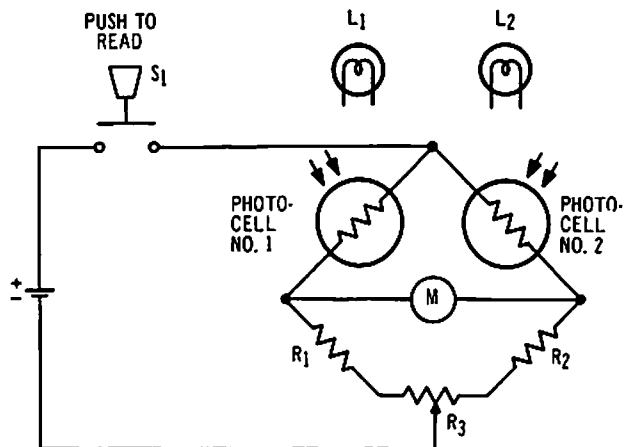 PUSH TO
READ
S1
L1
L2
PHOTO-
CELL
NO. 1
PHOTO-
CELL
NO. 2
+
-
M
R1
R2
R3